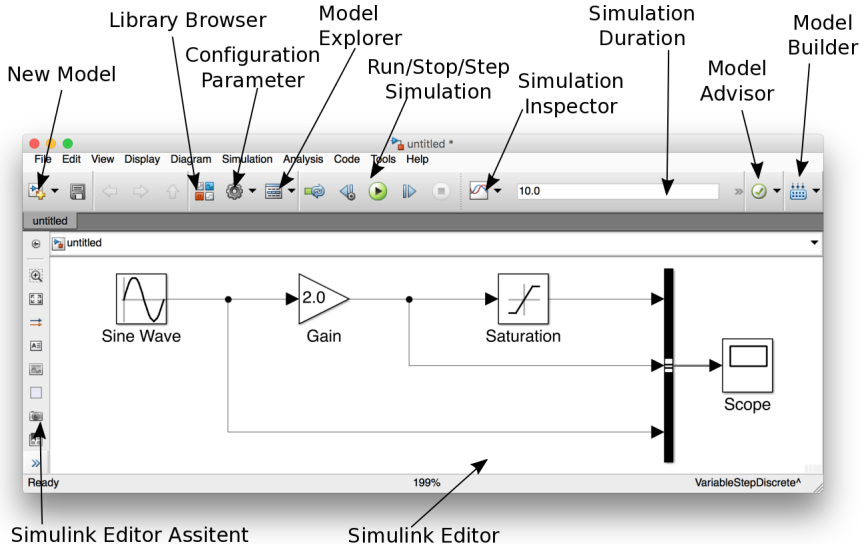 Library Browser
Model
Explorer
Simulation
Duration
Model
Builder
Configuration
Parameter
Run/Stop/Step
Simulation
New Model
Simulation
Inspector
Model
Advisor
untitled *
File Edit View Display Diagram Simulation Analysis Code Tools Help
10.0
»
untitled
untitled
2.0
Sine Wave
Gain
Saturation
Scope
A≡
»
Ready
199%
VariableStepDiscrete^
Simulink Editor Assitent
Simulink Editor